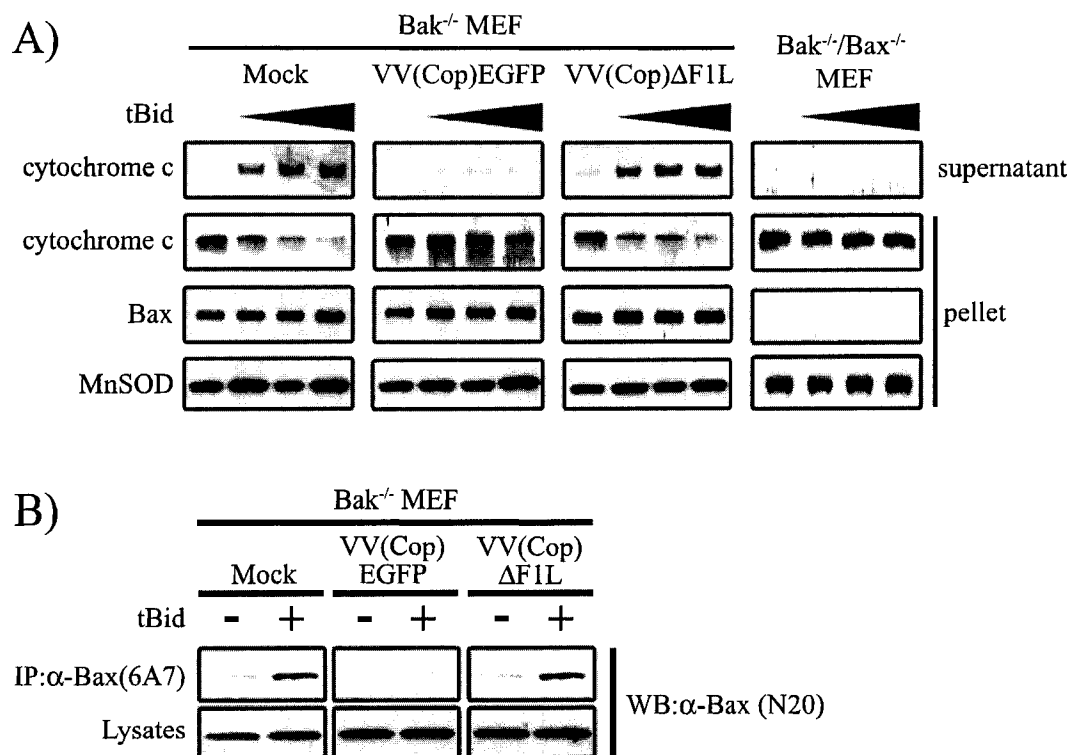 A)
Bak-/- MEF
Bak-/-/Bax-/-
MEF
Mock
VV(Cop)EGFP
VV(Cop)ΔF1L
tBid
cytochrome c
supernatant
cytochrome c
Bax
pellet
MnSOD
B)
Bak-/- MEF
Mock
VV(Cop)
EGFP
VV(Cop)
ΔF1L
tBid - + - + - +
IP:α-Bax(6A7)
WB:α-Bax (N20)
Lysates